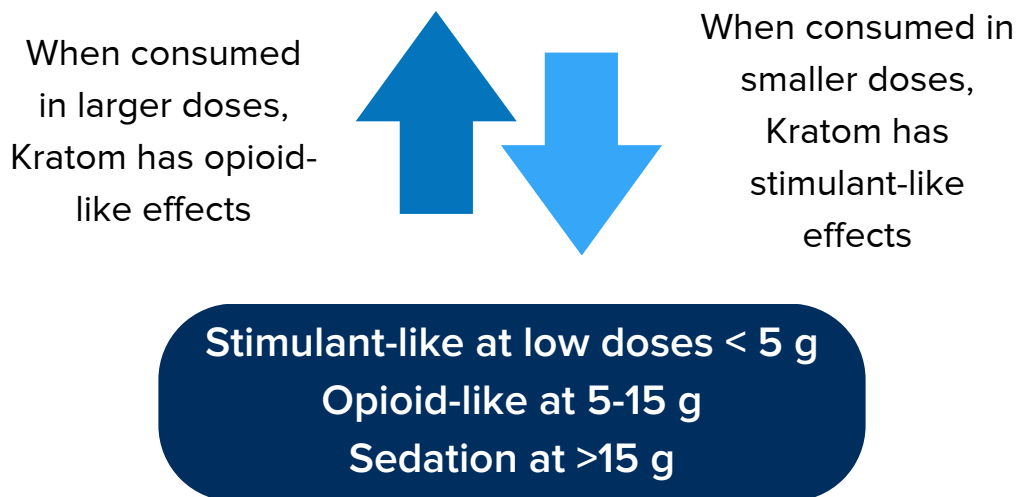 When consumed
in larger doses,
Kratom has opioid-
like effects
When consumed in
smaller doses,
Kratom has
stimulant-like
effects
Stimulant-like at low doses < 5 g
Opioid-like at 5-15 g
Sedation at >15 g